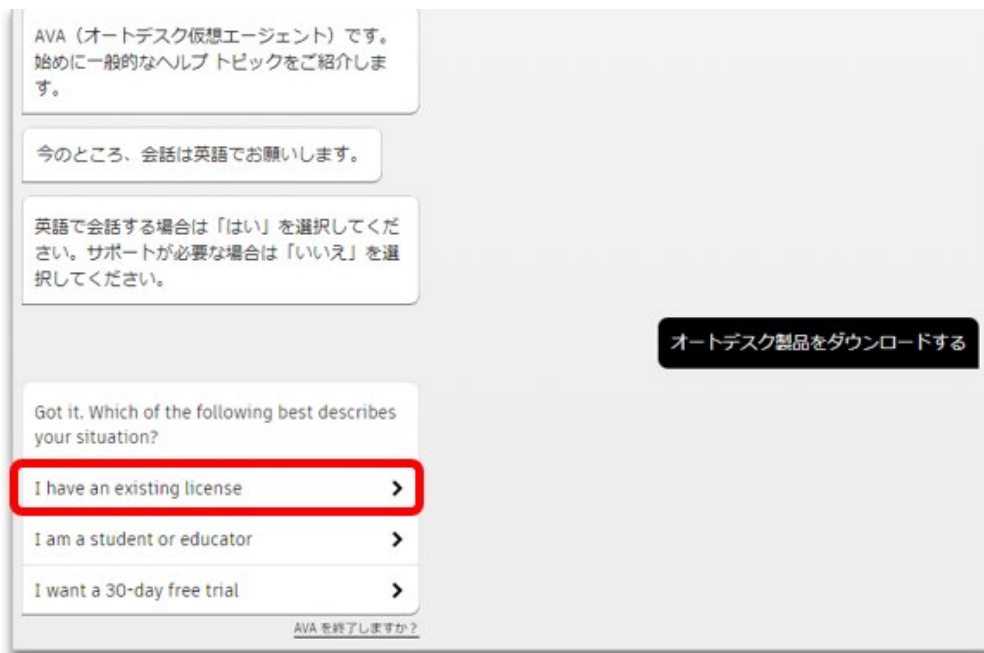 AVA（オートデスク仮想エージェント）です。
始めに一般的なヘルプ トピックをご紹介しま
す。
今のところ、会話は英語でお願いします。
英語で会話する場合は「はい」を選択してくだ
さい。サポートが必要な場合は「いいえ」を選
択してください。
オートデスク製品をダウンロードする
Got it. Which of the following best describes
your situation?
I have an existing license
I am a student or educator
I want a 30-day free trial
AVA を終了しますか？